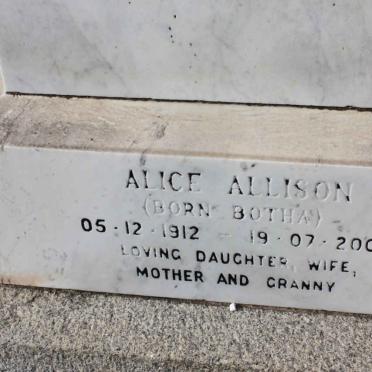 ALICE ALLISON
(BORN BOTHA)
05·12·1912 – 19·07·200
LOVING DAUGHTER, WIFE,
MOTHER AND GRANNY